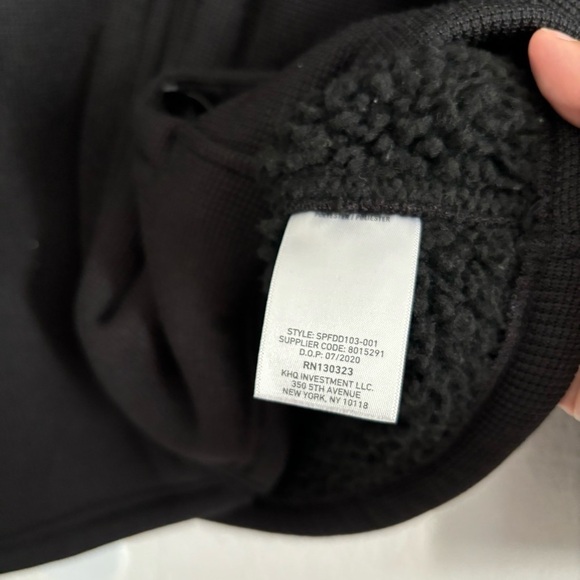 STYLE: SPFDD103-001
SUPPLIER CODE: 8015291
D.O.P: 07/2020
RN130323
KHQ INVESTMENT LLC.
350 5TH AVENUE
NEW YORK, NY 10118